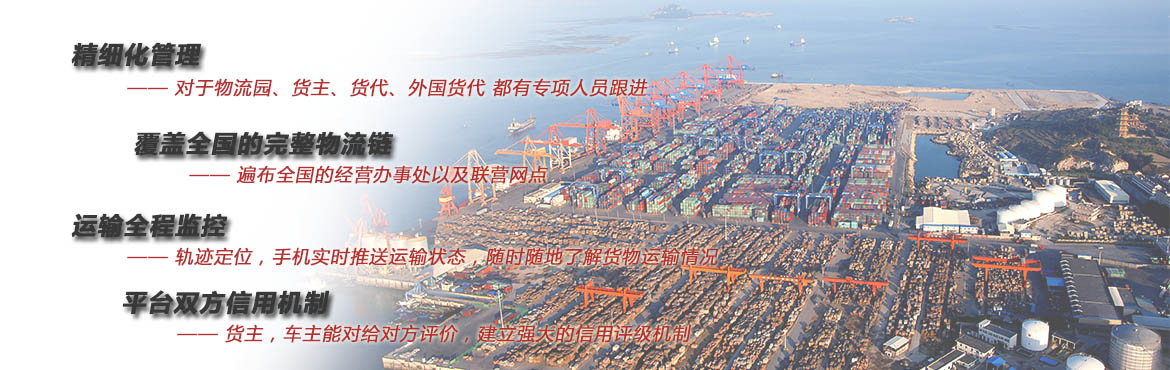 精细化管理
—— 对于物流园、货主、货代、外国货代 都有专项人员跟进
覆盖全国的完整物流链
—— 遍布全国的经营办事处以及联营网点
运输全程监控
—— 轨迹定位，手机实时推送运输状态，随时随地了解货物运输情况
平台双方信用机制
—— 货主，车主能对给对方评价，建立强大的信用评级机制